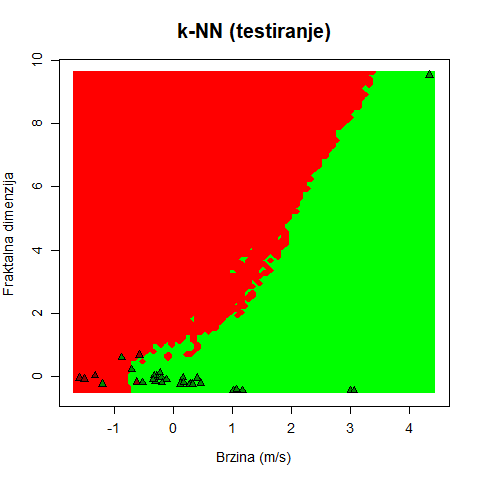 k-NN (testiranje)
Fraktalna dimenzija
10
8
6
4
2
0
-1 0 1 2 3 4
Brzina (m/s)